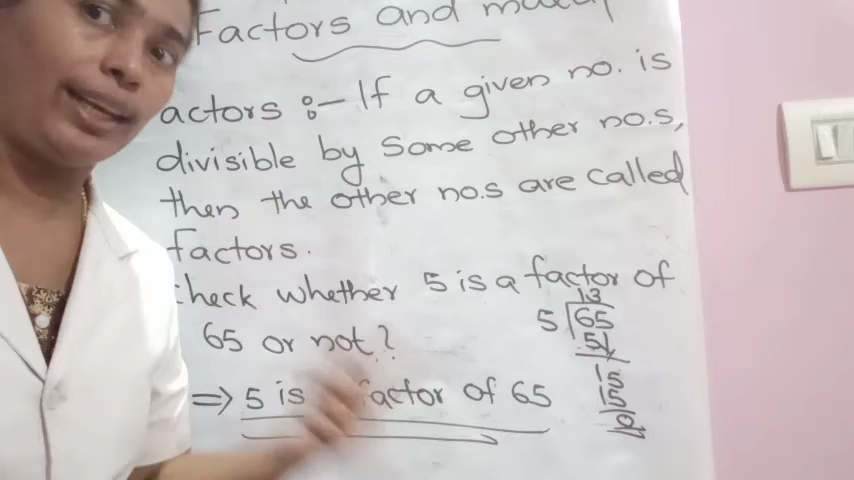 Factors and
actors :- If a given no. is
divisible by some other no.s,
then the other no.s are called
factors.
heck whether 5 is a factor of
65 or not?
13
5 65
5
15
15
0
⇒ 5 is factor of 65